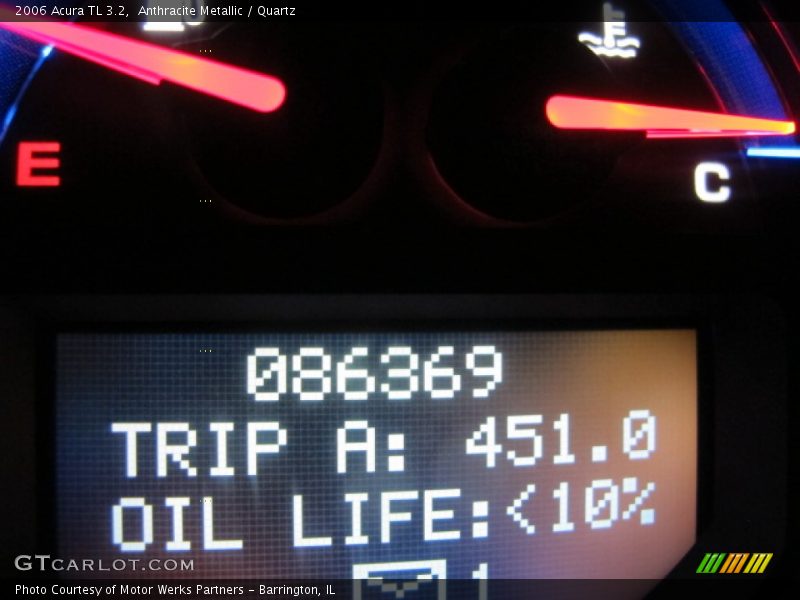 2006 Acura TL 3.2, Anthracite Metallic / Quartz
E
C
086369
TRIP A: 451.0
OIL LIFE:<10%
1
GTCARLOT.COM
Photo Courtesy of Motor Werks Partners - Barrington, IL